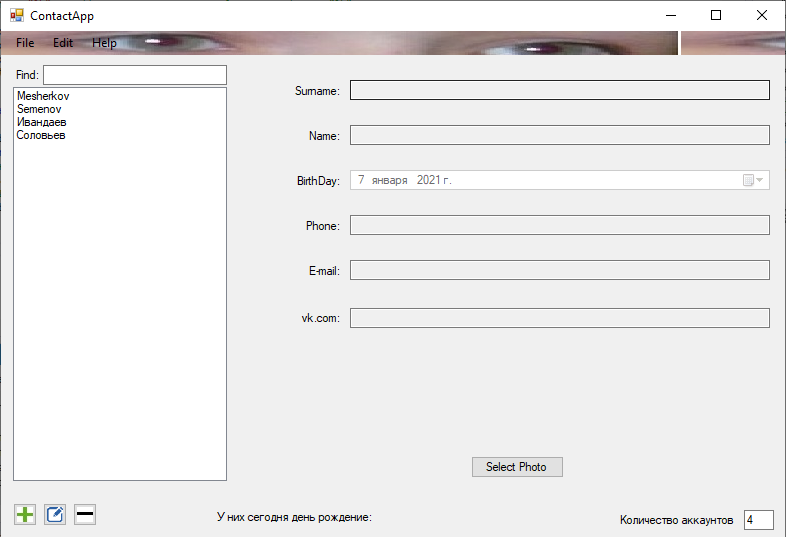 ContactApp
File Edit Help
Find:
Mesherkov
Semenov
Ивандаев
Соловьев
Surname:
Name:
BirthDay: 7 января 2021 г.
Phone:
E-mail:
vk.com:
Select Photo
У них сегодня день рождение:
Количество аккаунтов 4